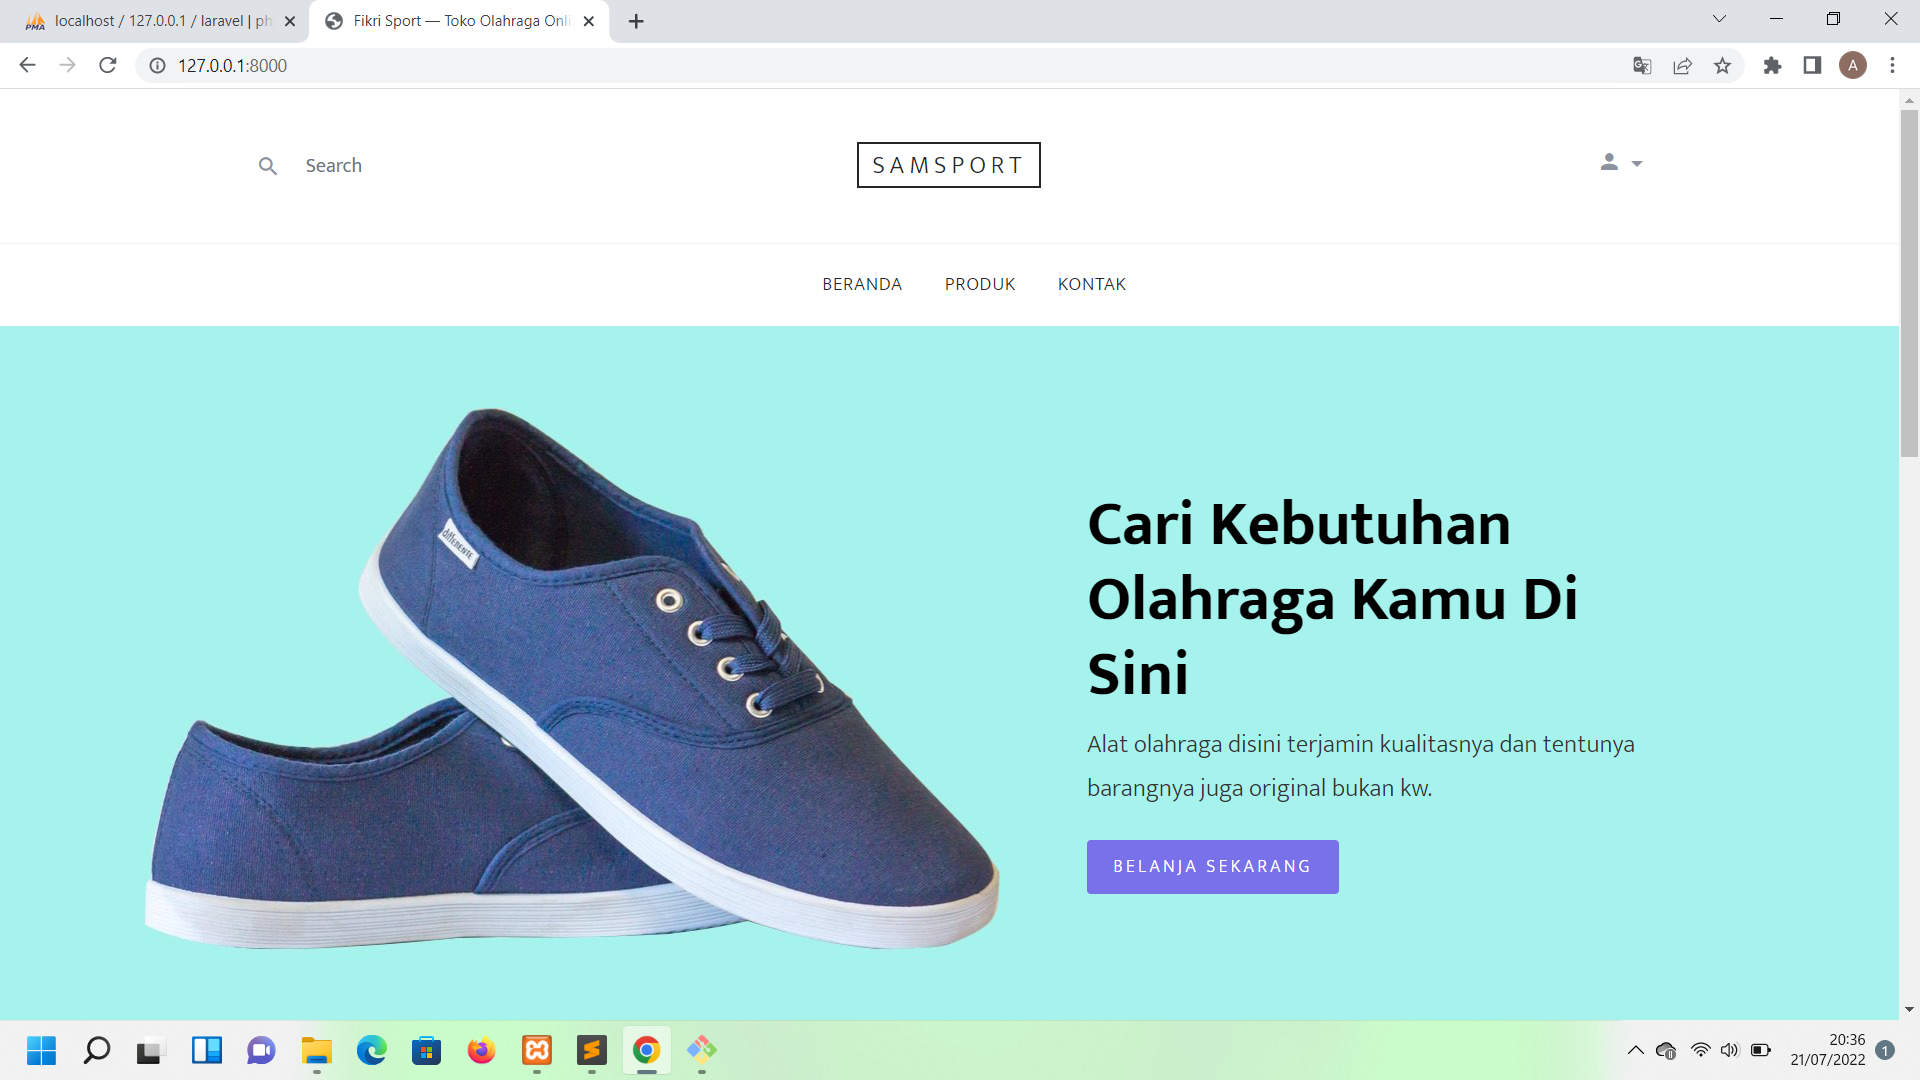 localhost / 127.0.0.1 / laravel | ph
Fikri Sport — Toko Olahraga Onli
127.0.0.1:8000
A
Search
SAMSPORT
BERANDA
PRODUK
KONTAK
differente
Cari Kebutuhan
Olahraga Kamu Di
Sini
Alat olahraga disini terjamin kualitasnya dan tentunya
barangnya juga original bukan kw.
BELANJA SEKARANG
20:36
21/07/2022
1